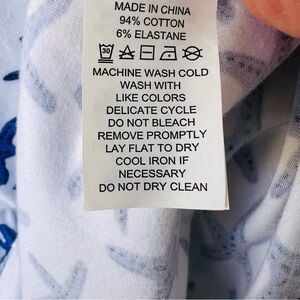 MADE IN CHINA
94% COTTON
6% ELASTANE
30
MACHINE WASH COLD
WASH WITH
LIKE COLORS
DELICATE CYCLE
DO NOT BLEACH
REMOVE PROMPTLY
LAY FLAT TO DRY
COOL IRON IF
NECESSARY
DO NOT DRY CLEAN